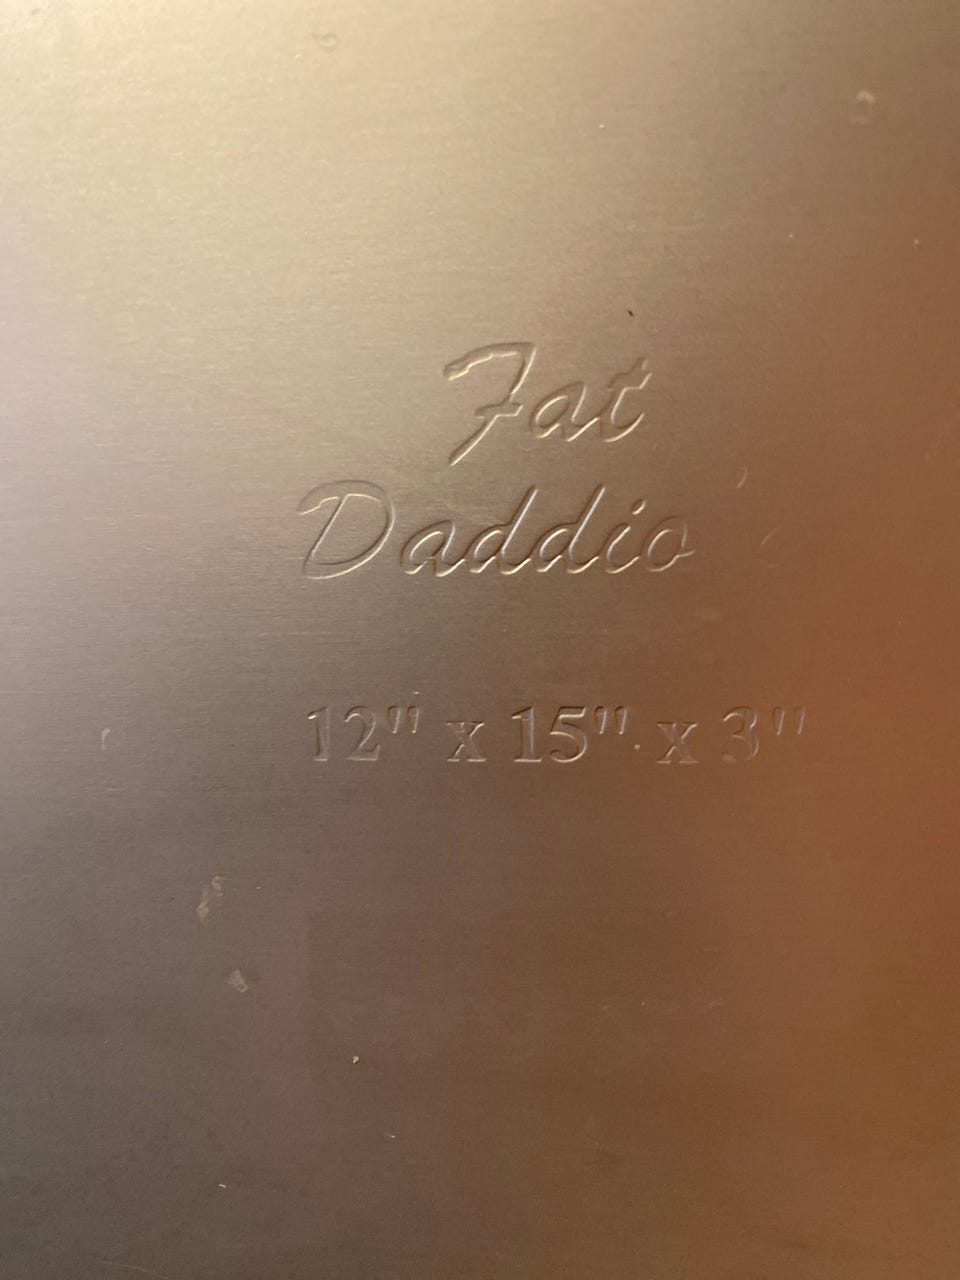 Fat
Daddio
12" x 15" x 3"